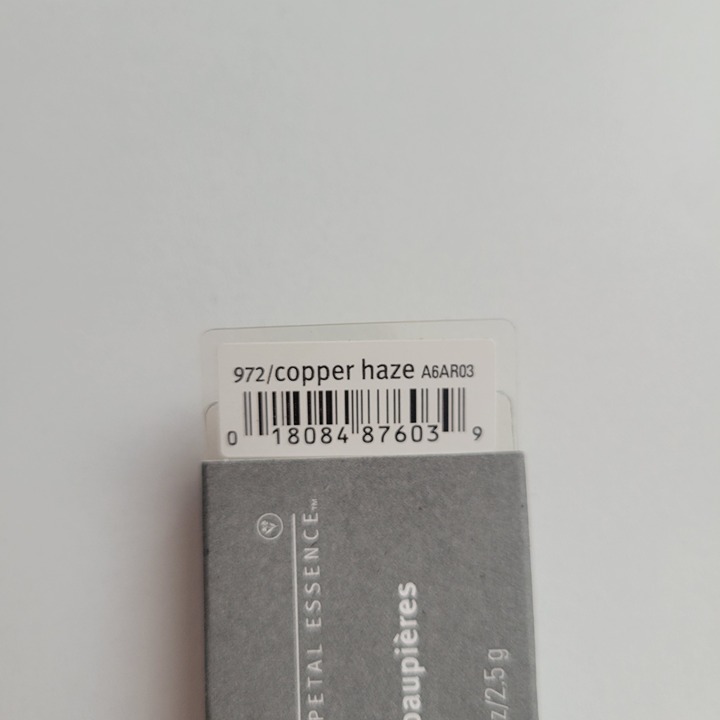 972/copper haze A6AR03
0 18084 87603 9
PETAL ESSENCE™
paupières
z/2.5 g